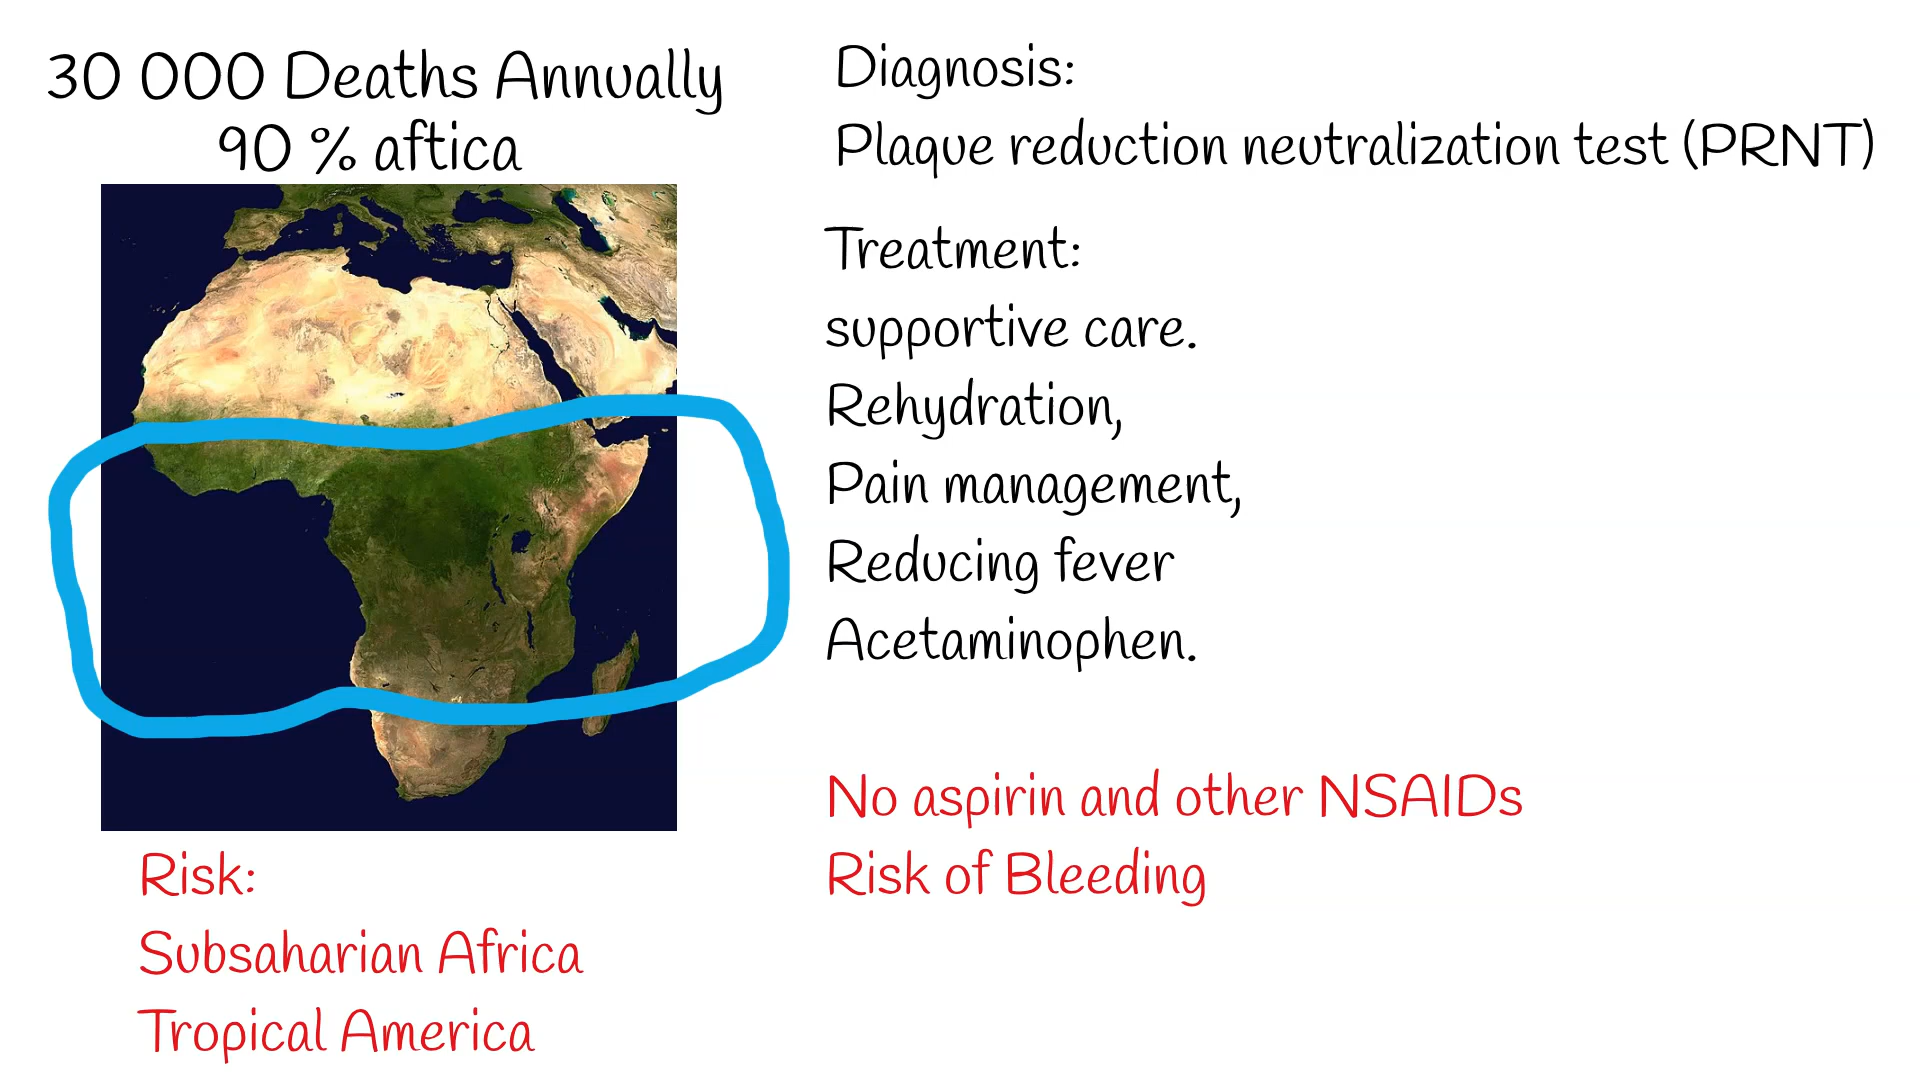 30 000 Deaths Annually
90 % aftica
Risk:
Subsaharian Africa
Tropical America
Diagnosis:
Plaque reduction neutralization test (PRNT)
Treatment:
supportive care.
Rehydration,
Pain management,
Reducing fever
Acetaminophen.
No aspirin and other NSAIDs
Risk of Bleeding